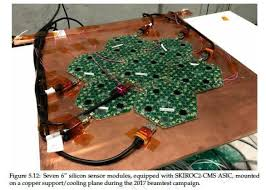 Figure 5.12: Seven 6" silicon sensor modules, equipped with SKIROC2-CMS ASIC, mounted
on a copper support/cooling plane during the 2017 beamtest campaign.